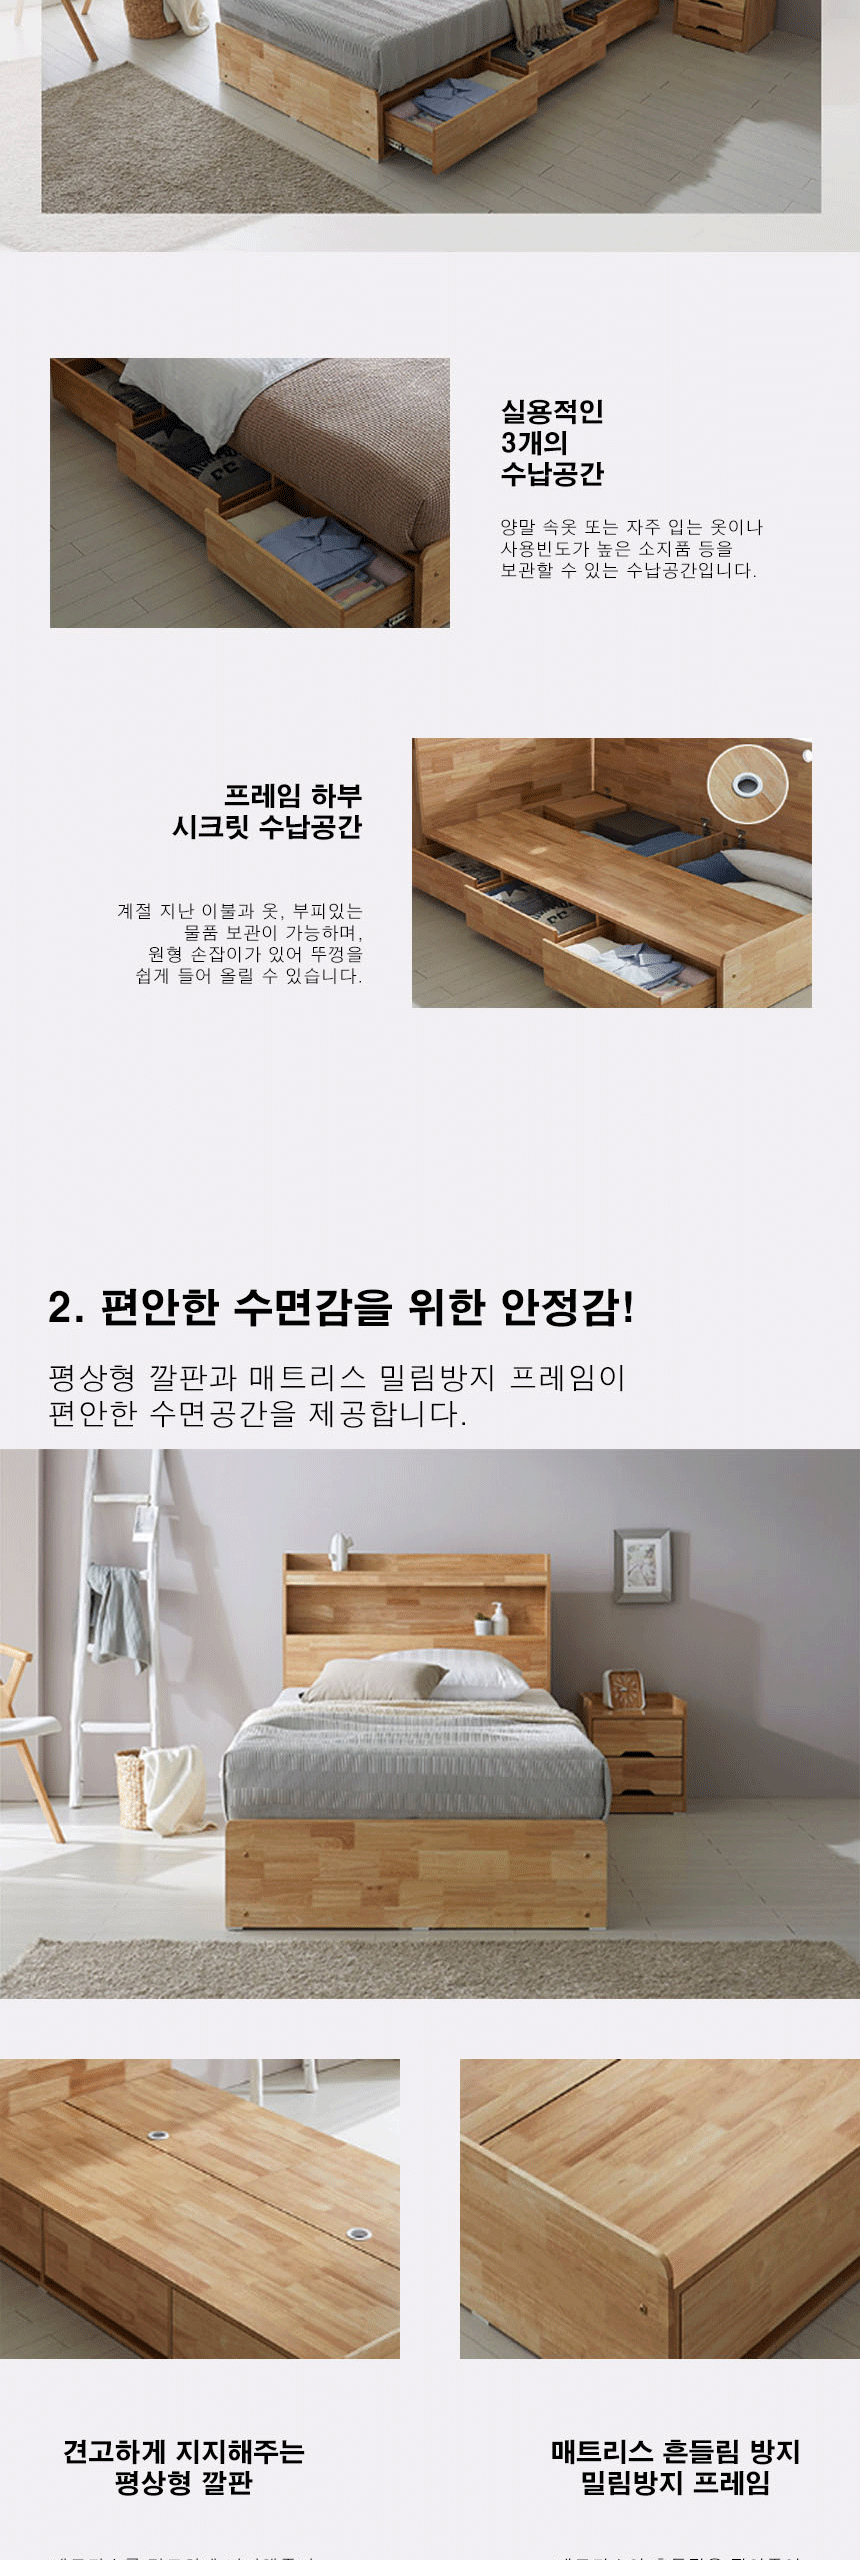 실용적인
3개의
수납공간
양말 속옷 또는 자주 입는 옷이나
사용빈도가 높은 소지품 등을
보관할 수 있는 수납공간입니다.
프레임 하부
시크릿 수납공간
계절 지난 이불과 옷, 부피있는
물품 보관이 가능하며,
원형 손잡이가 있어 뚜껑을
쉽게 들어 올릴 수 있습니다.
2. 편안한 수면감을 위한 안정감!
평상형 깔판과 매트리스 밀림방지 프레임이
편안한 수면공간을 제공합니다.
견고하게 지지해주는
평상형 깔판
매트리스 흔들림 방지
밀림방지 프레임